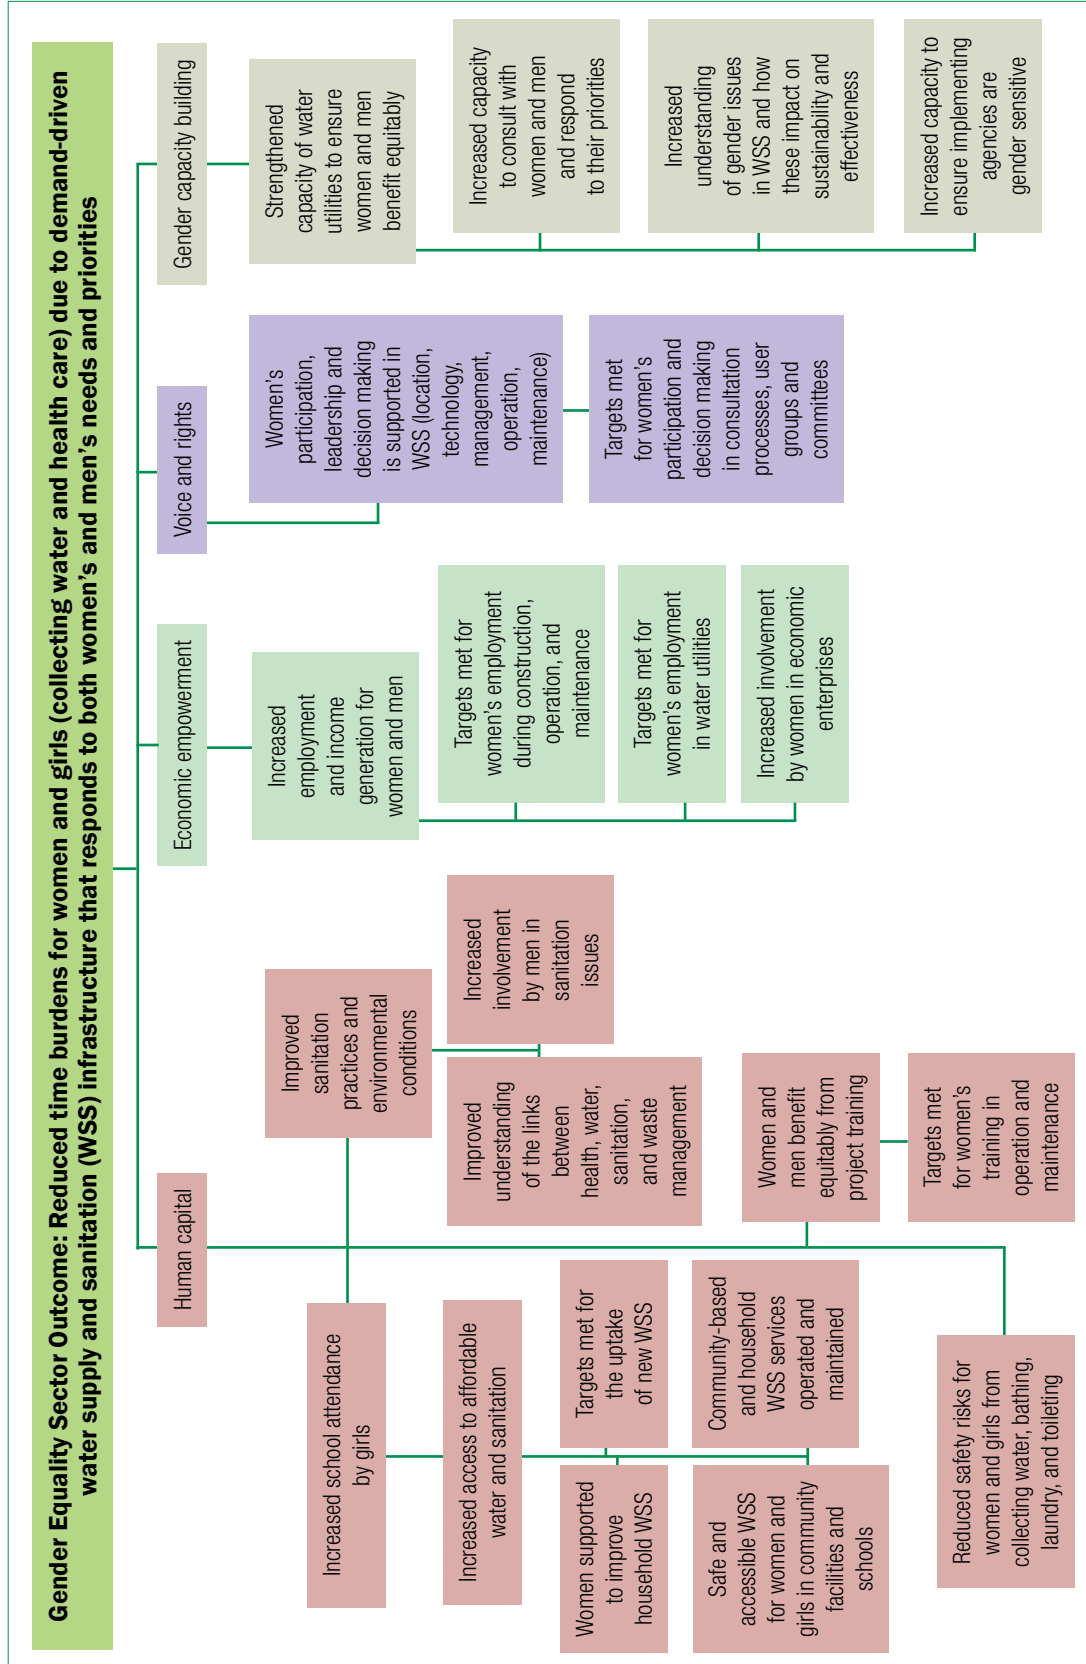 Gender Equality Sector Outcome: Reduced time burdens for women and girls (collecting water and health care) due to demand-driven
water supply and sanitation (WSS) infrastructure that responds to both women's and men's needs and priorities
Human capital
Increased school attendance
by girls
Increased access to affordable
water and sanitation
Women supported
to improve
household WSS
Targets met for
the uptake
of new WSS
Safe and
accessible WSS
for women and
girls in community
facilities and
schools
Community-based
and household
WSS services
operated and
maintained
Reduced safety risks for
women and girls from
collecting water, bathing,
laundry, and toileting
Improved
sanitation
practices and
environmental
conditions
Improved
understanding
of the links
between
health, water,
sanitation,
and waste
management
Increased
involvement
by men in
sanitation
issues
Women and
men benefit
equitably from
project training
Targets met
for women's
training in
operation and
maintenance
Economic empowerment
Increased
employment
and income
generation for
women and men
Targets met for
women's employment
during construction,
operation, and
maintenance
Targets met for
women's employment
in water utilities
Increased involvement
by women in economic
enterprises
Voice and rights
Women's
participation,
leadership and
decision making
is supported in
WSS (location,
technology,
management,
operation,
maintenance)
Targets met
for women's
participation and
decision making
in consultation
processes, user
groups and
committees
Gender capacity building
Strengthened
capacity of water
utilities to ensure
women and men
benefit equitably
Increased capacity
to consult with
women and men
and respond
to their priorities
Increased
understanding
of gender issues
in WSS and how
these impact on
sustainability and
effectiveness
Increased capacity to
ensure implementing
agencies are
gender sensitive